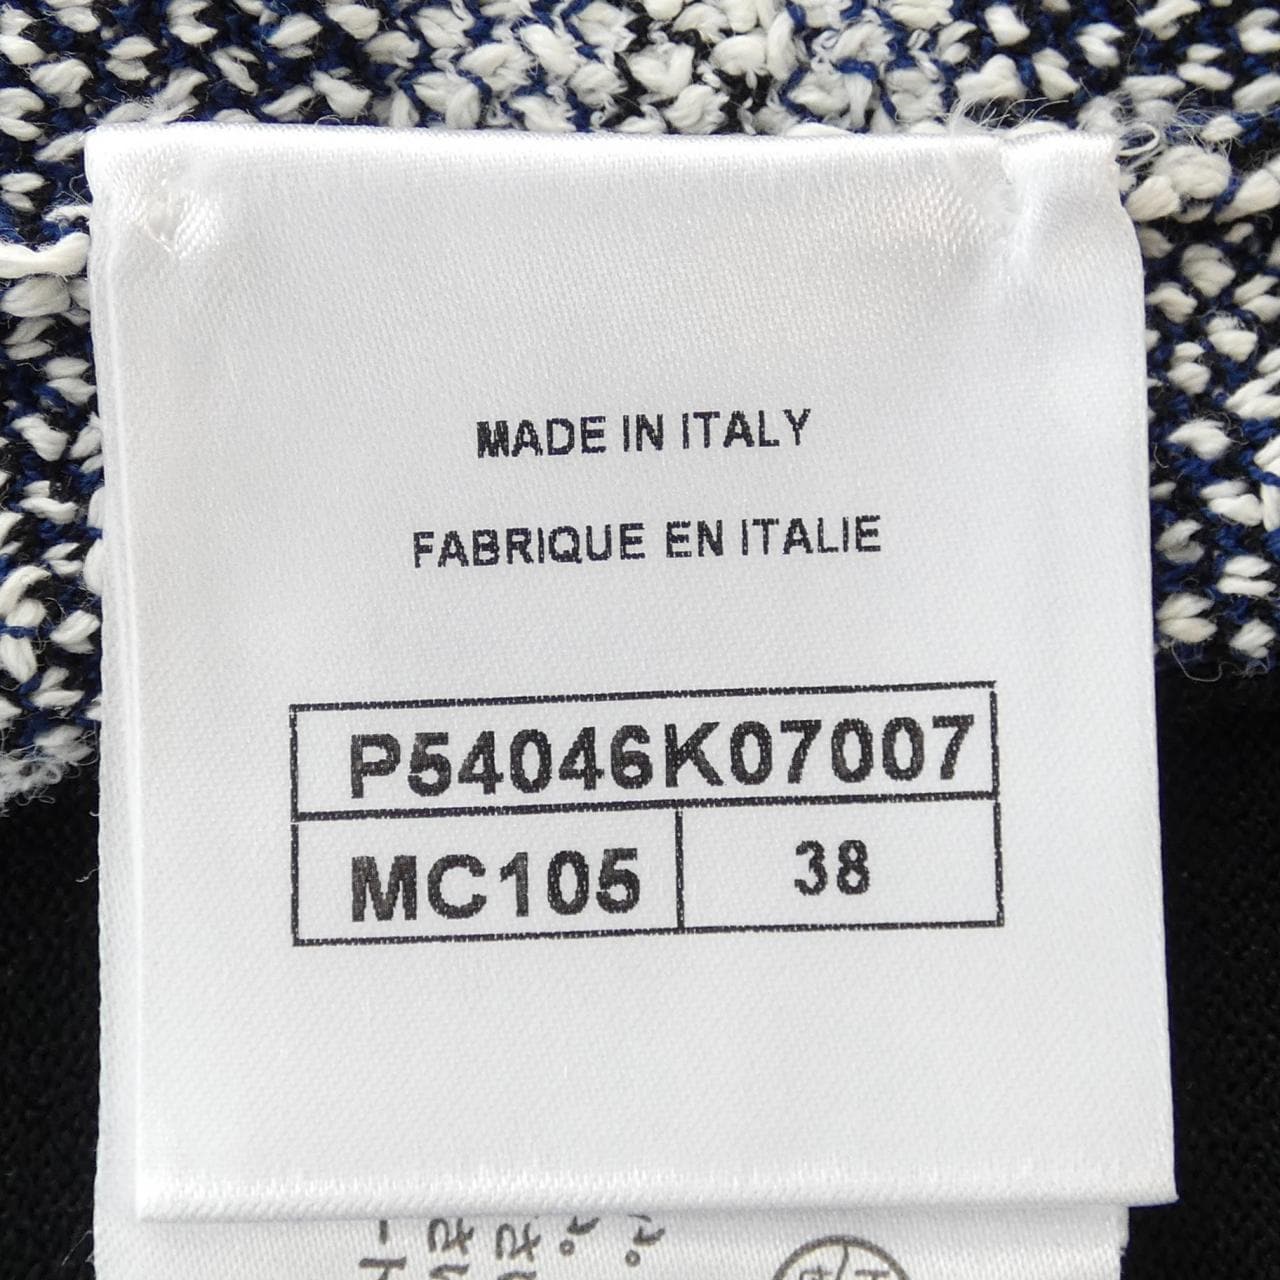 MADE IN ITALY
FABRIQUE EN ITALIE
P54046K07007
MC105 38